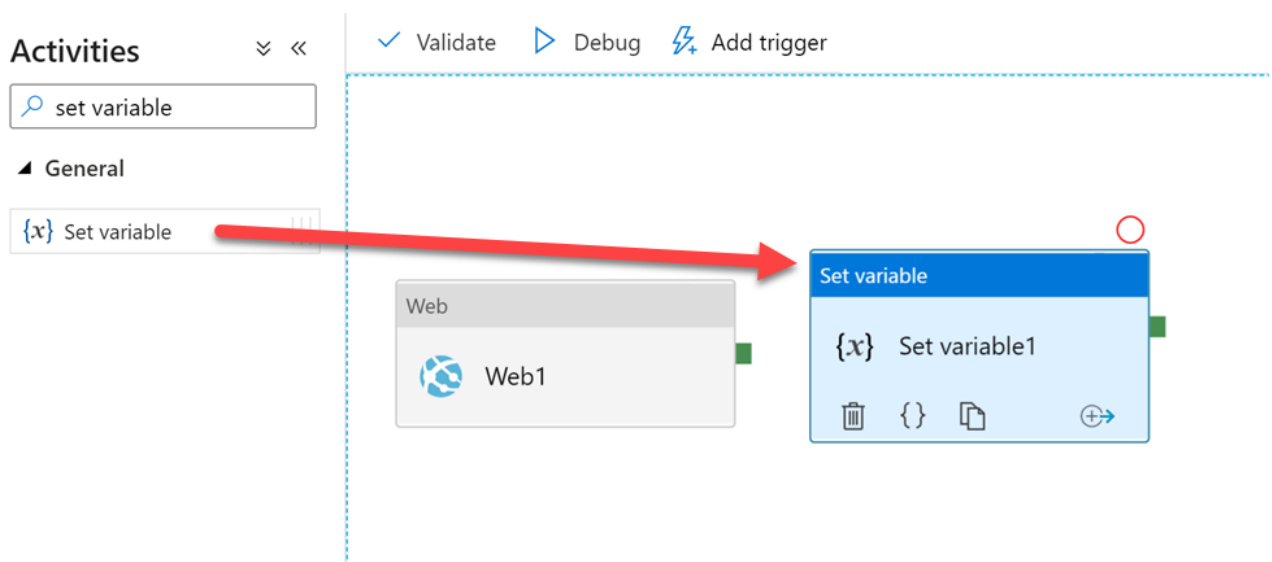 Activities
set variable
General
{x} Set variable
Validate Debug Add trigger
Web
Web1
Set variable
{x} Set variable1
{}